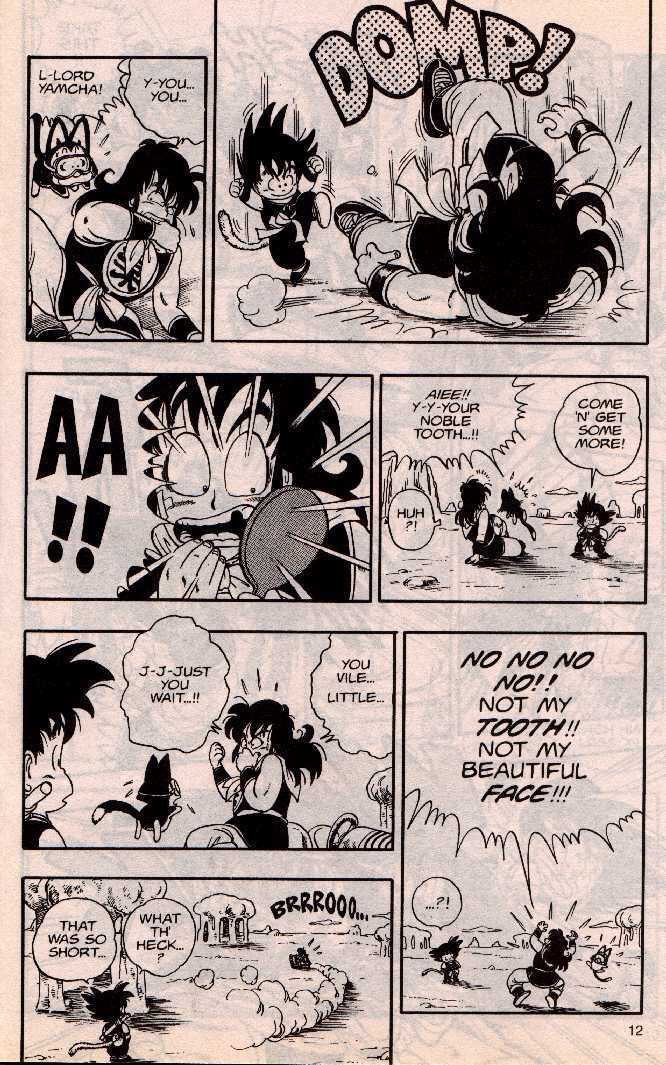 DOMP!
Y-YOU...
YOU...
L-LORD
YAMCHA!
COME
'N' GET
SOME
MORE!
AIEE!!
Y-Y-YOUR
NOBLE
TOOTH...!!
HUH
?!
AA
!!
NO NO NO
NO!!
NOT MY
TOOTH!!
NOT MY
BEAUTIFUL
FACE!!!
...?!
YOU
VILE...
LITTLE...
J-J-JUST
YOU
WAIT...!!
BRRROOO...
WHAT
TH'
HECK...
?
THAT
WAS SO
SHORT...
12